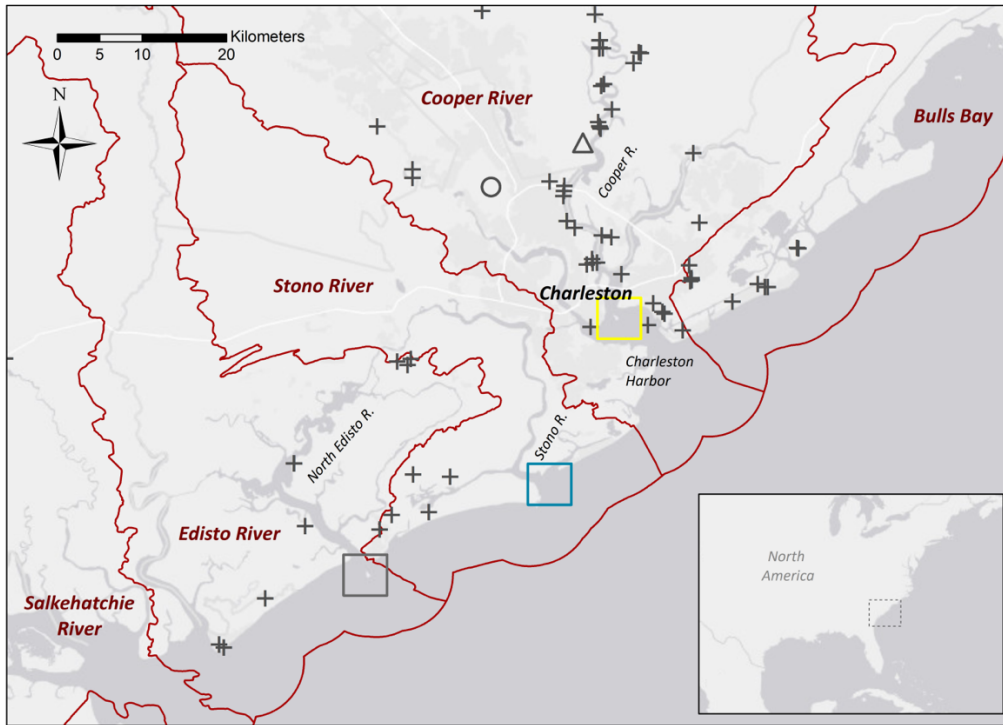 Kilometers
0 5 10 20
N
Cooper River
Bulls Bay
Cooper R.
Stono River
Charleston
Charleston
Harbor
North Edisto R.
Stono R.
Edisto River
Salkehatchie
River
North
America